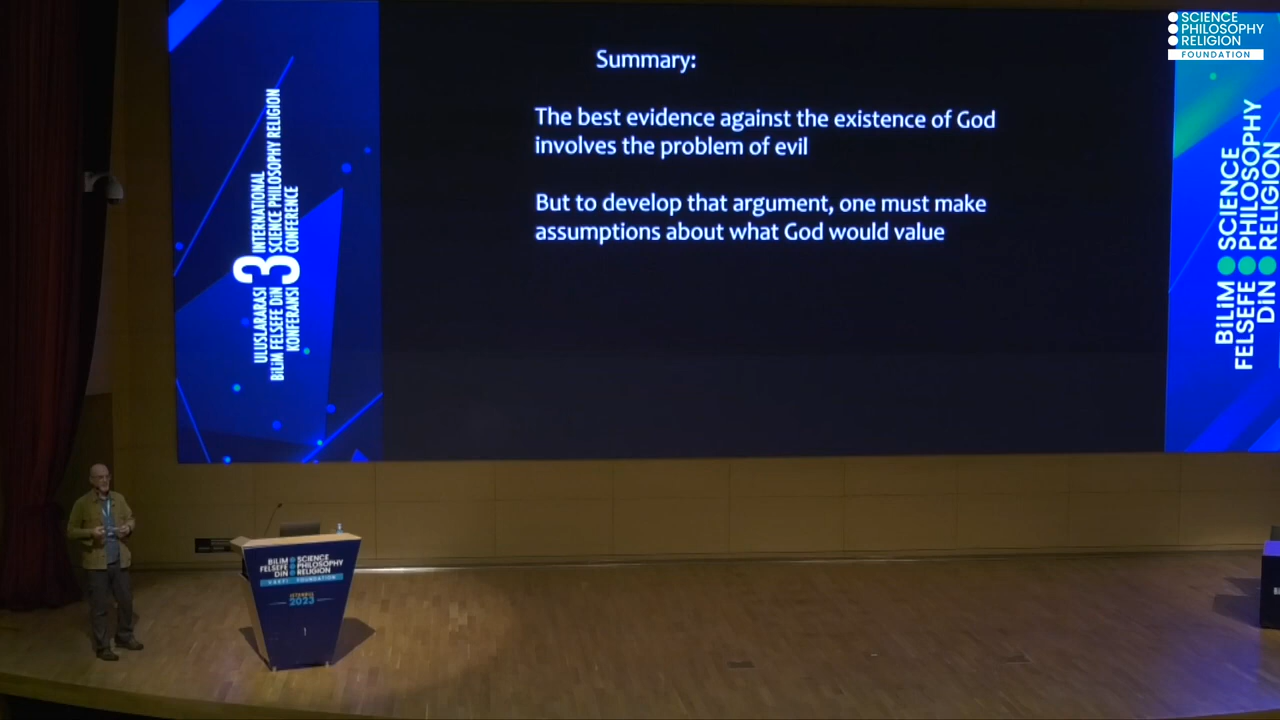 Summary:
The best evidence against the existence of God
involves the problem of evil
But to develop that argument, one must make
assumptions about what God would value
ULUSLARARASI
BİLİM FELSEFE DİN
KONFERANSI
3
INTERNATIONAL
SCIENCE PHILOSOPHY RELIGION
CONFERENCE
SCIENCE
PHILOSOPHY
RELIGION
FOUNDATION
BİLİM SCIENCE
FELSEFE PHILOSOPHY
DİN RELIGION
BİLİM SCIENCE
FELSEFE PHILOSOPHY
DİN RELIGION
VAKFI FOUNDATION
2023